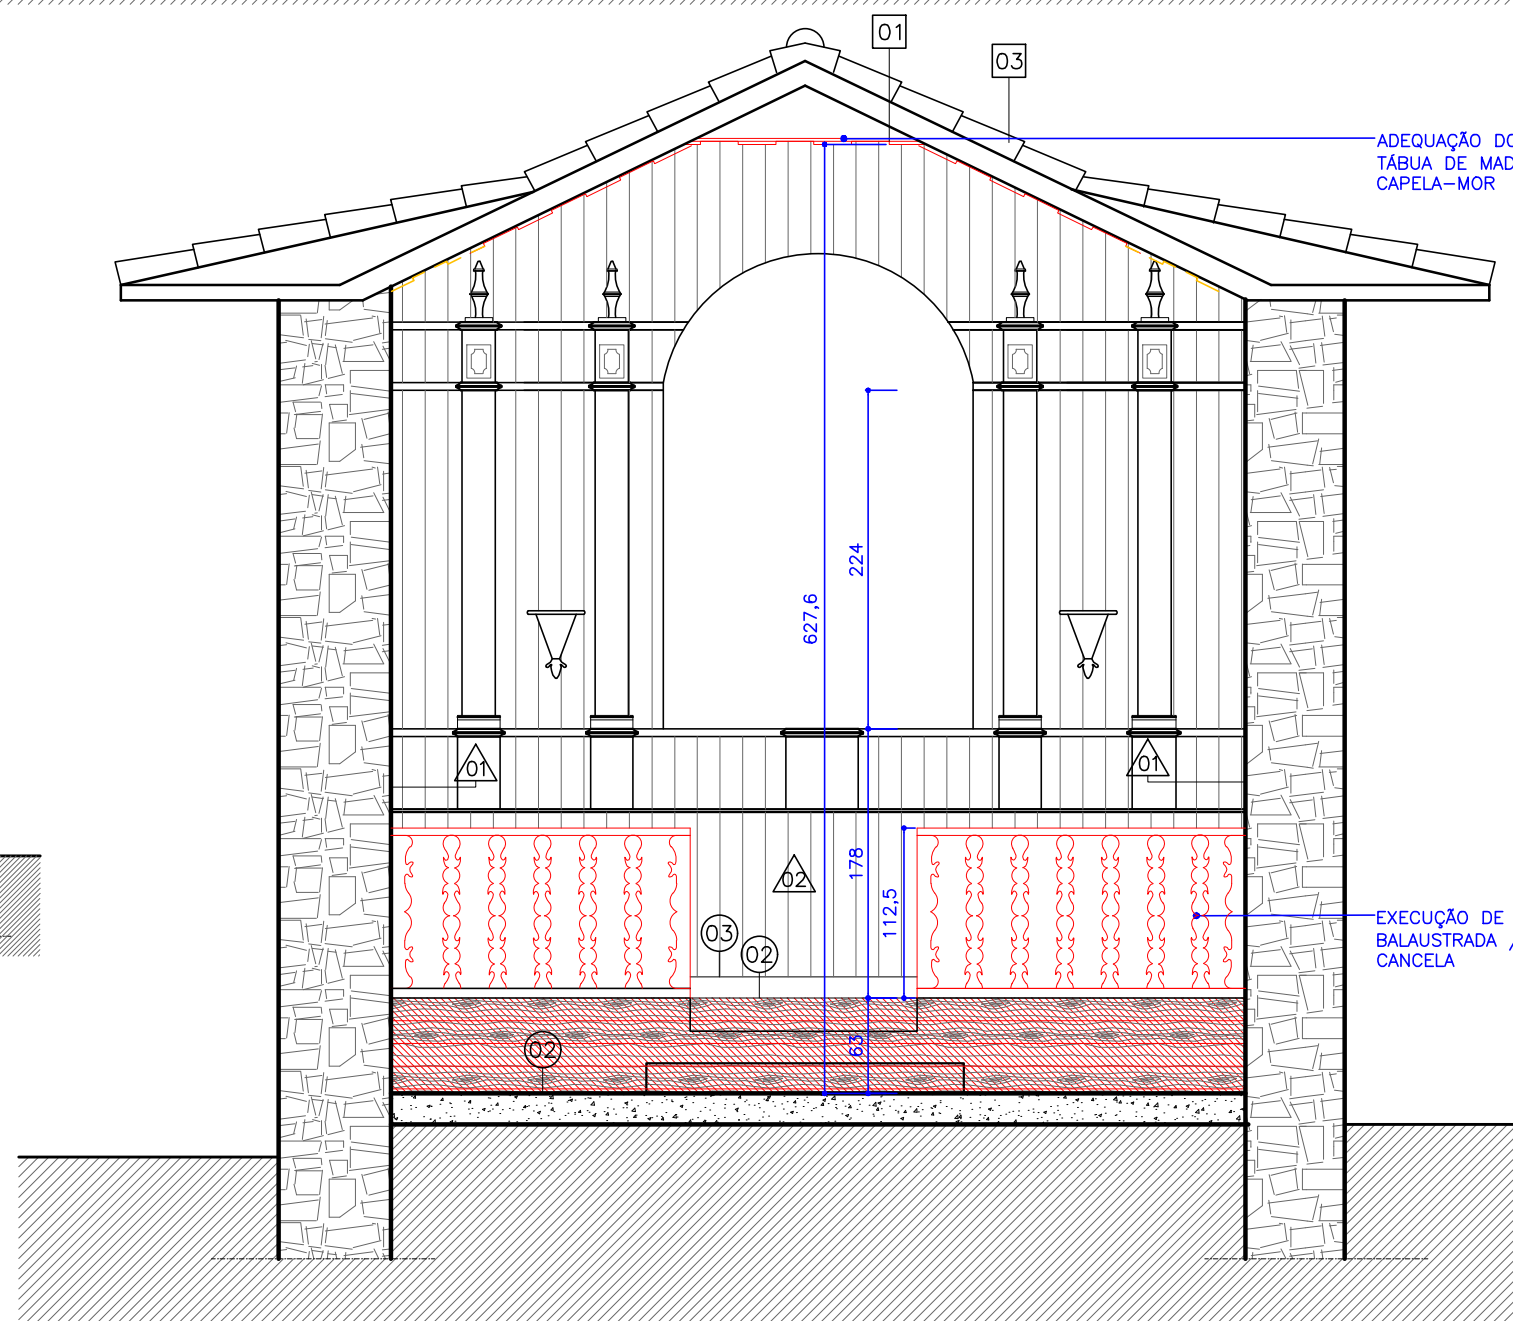 01
03
ADEQUAÇÃO DO
TÁBUA DE MAD
CAPELA-MOR
224
627,6
01
01
178
02
112,5
03
02
EXECUÇÃO DE
BALAUSTRADA /
CANCELA
63
02